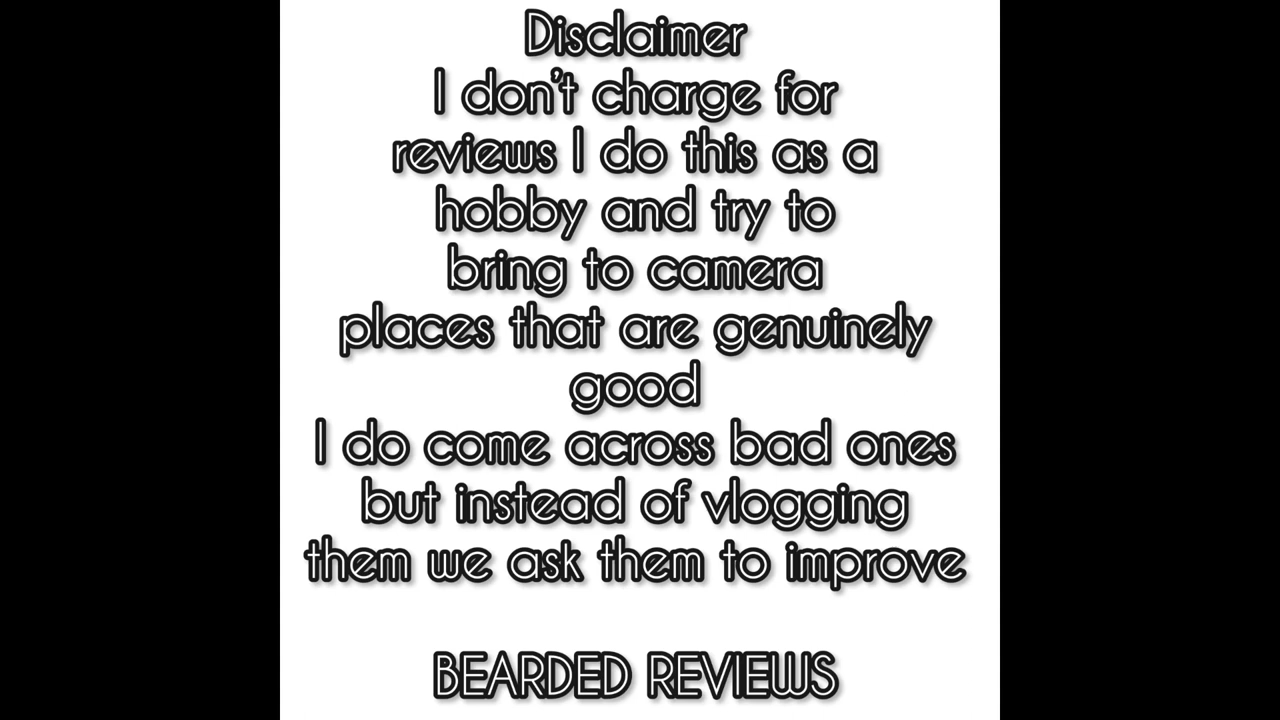 Disclaimer
I don't charge for
reviews I do this as a
hobby and try to
bring to camera
places that are genuinely
good
I do come across bad ones
but instead of vlogging
them we ask them to improve
BEARDED REVIEWS